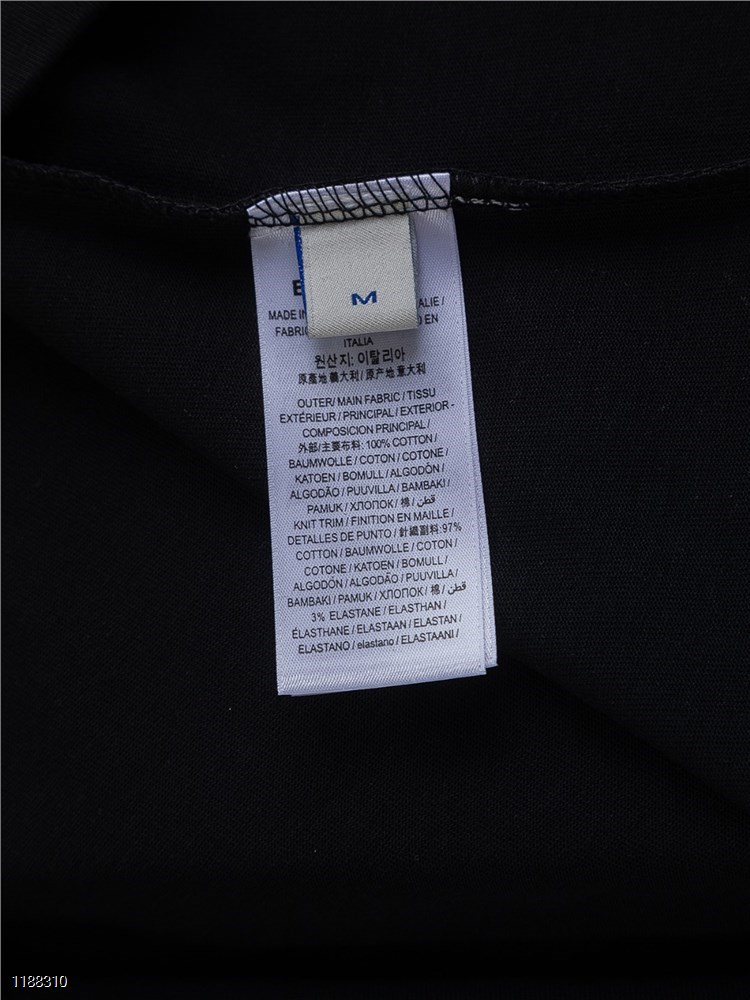 M
MADE IN
ALIE /
EN
ITALIA
원산지: 이탈리아
原產地 義大利 / 原产地 意大利
OUTER/ MAIN FABRIC / TISSU
EXTÉRIEUR / PRINCIPAL / EXTERIOR -
COMPOSICION PRINCIPAL /
外部/主要布料: 100% COTTON /
BAUMWOLLE / COTON / COTONE /
KATOEN / BOMULL / ALGODÓN /
ALGODÃO / PUUVILLA / BAMBAKI /
PAMUK / ХЛОПОК / 棉 / قطن /
KNIT TRIM / FINITION EN MAILLE /
DETALLES DE PUNTO / 針織副料: 97%
COTTON / BAUMWOLLE / COTON /
COTONE / KATOEN / BOMULL /
ALGODÓN / ALGODÃO / PUUVILLA /
BAMBAKI / PAMUK / ХЛОПОК / 棉 / قطن /
3% ELASTANE / ELASTHAN /
ÉLASTHANE / ELASTAAN / ELASTAN /
ELASTANO / elastano / ELASTAANI /
1188310